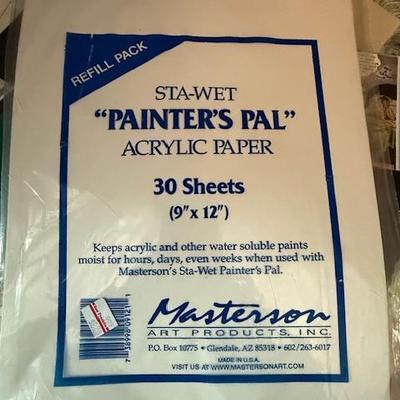 REFILL PACK
STA-WET
“PAINTER'S PAL”
ACRYLIC PAPER
30 Sheets
(9" x 12")
Keeps acrylic and other water soluble paints
moist for hours, days, even weeks when used with
Masterson's Sta-Wet Painter's Pal.
Masterson
ART PRODUCTS, INC.
P.O. Box 10775 • Glendale, AZ 85318 • 602/263-6017
MADE IN U.S.A.
VISIT US AT WWW.MASTERSONART.COM